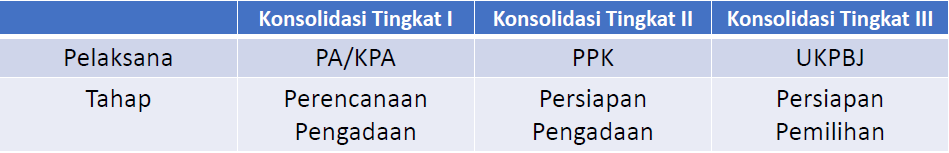 Konsolidasi Tingkat I Konsolidasi Tingkat II Konsolidasi Tingkat III
Pelaksana PA/KPA PPK UKPBJ
Tahap Perencanaan Persiapan Persiapan
Pengadaan Pengadaan Pemilihan